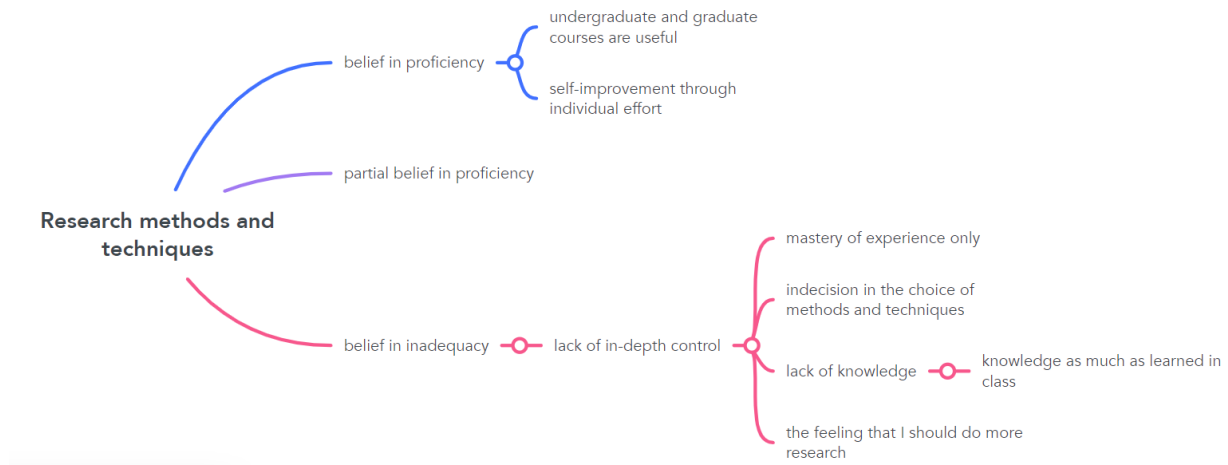 undergraduate and graduate
courses are useful
belief in proficiency
self-improvement through
individual effort
partial belief in proficiency
Research methods and
techniques
mastery of experience only
indecision in the choice of
methods and techniques
belief in inadequacy
lack of in-depth control
lack of knowledge
knowledge as much as learned in
class
the feeling that I should do more
research